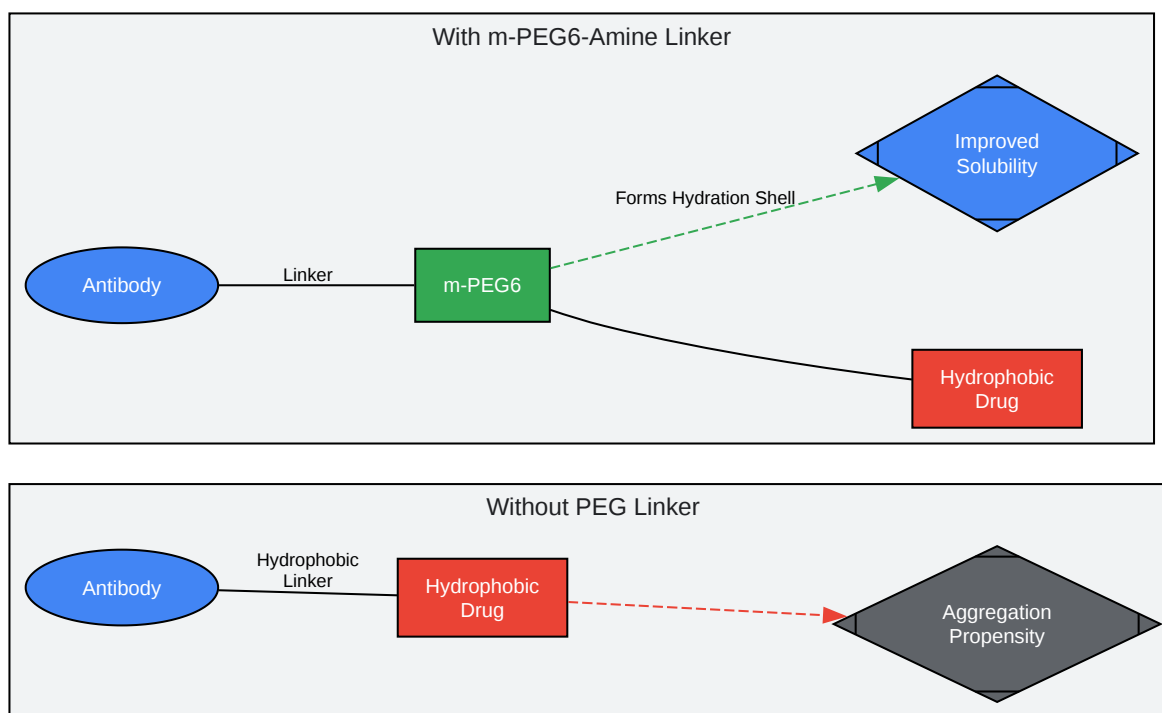 With m-PEG6-Amine Linker
Improved
Solubility
Forms Hydration Shell
Antibody
Linker
m-PEG6
Hydrophobic
Drug
Without PEG Linker
Antibody
Hydrophobic
Linker
Hydrophobic
Drug
Aggregation
Propensity